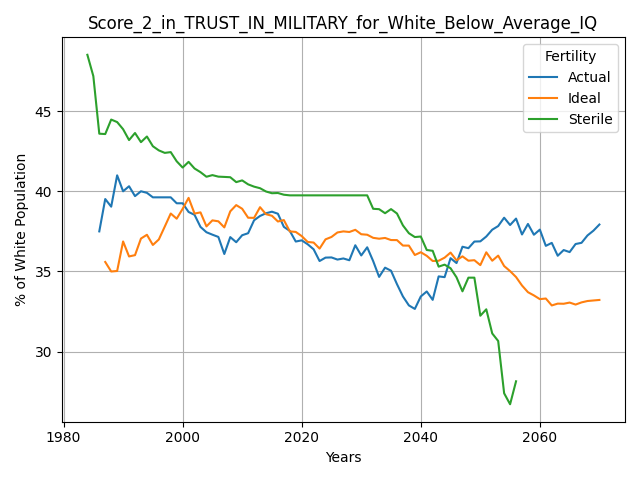 Score_2_in_TRUST_IN_MILITARY_for_White_Below_Average_IQ
Fertility
Actual
Ideal
Sterile
% of White Population
45
40
35
30
1980
2000
2020
2040
2060
Years